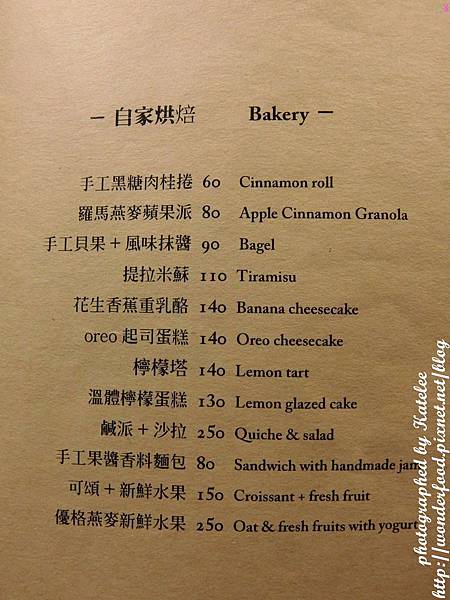 — 自家烘焙 Bakery —
手工黑糖肉桂捲 60 Cinnamon roll
羅馬燕麥蘋果派 80 Apple Cinnamon Granola
手工貝果 + 風味抹醬 90 Bagel
提拉米蘇 110 Tiramisu
花生香蕉重乳酪 140 Banana cheesecake
oreo 起司蛋糕 140 Oreo cheesecake
檸檬塔 140 Lemon tart
溫體檸檬蛋糕 130 Lemon glazed cake
鹹派 + 沙拉 250 Quiche & salad
手工果醬香料麵包 80 Sandwich with handmade jam
可頌 + 新鮮水果 150 Croissant + fresh fruit
優格燕麥新鮮水果 250 Oat & fresh fruits with yogurt
photographed by Katelee
http://wonderfood.pixnet.net/blog